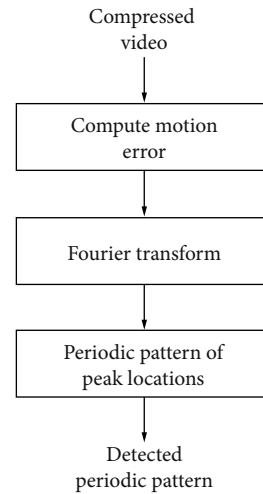 Compressed
video
Compute motion
error
Fourier transform
Periodic pattern of
peak locations
Detected
periodic pattern